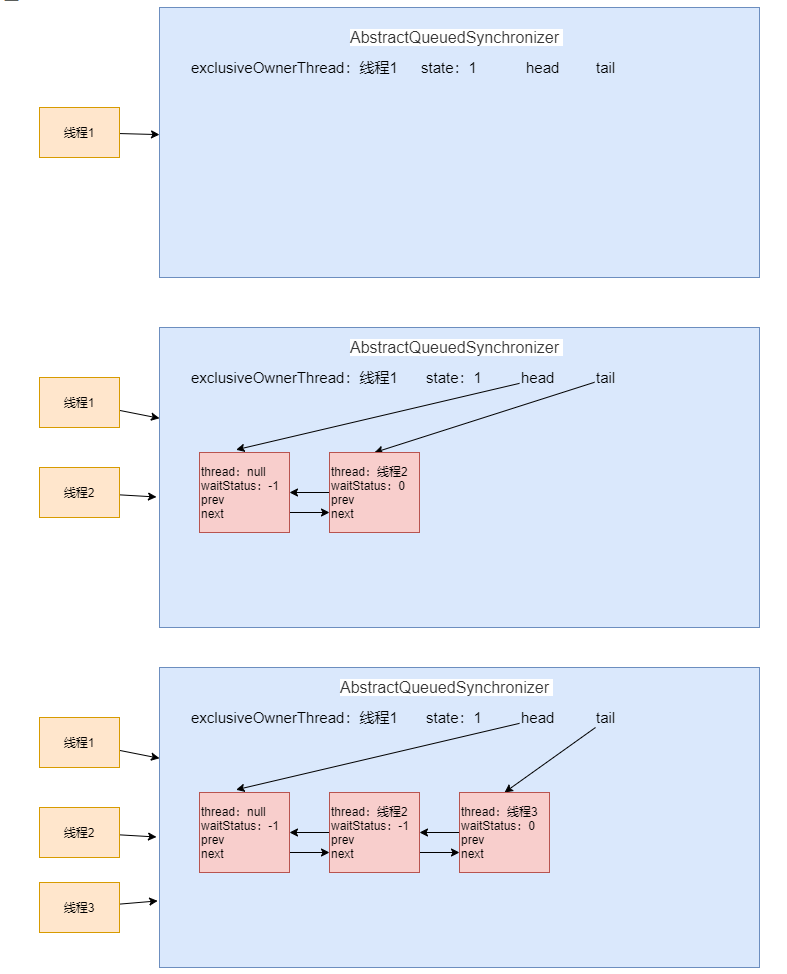 AbstractQueuedSynchronizer
exclusiveOwnerThread：线程1 state：1 head tail
线程1
AbstractQueuedSynchronizer
exclusiveOwnerThread：线程1 state：1 head tail
线程1
thread：null
waitStatus：-1
prev
next
thread：线程2
waitStatus：0
prev
next
线程2
AbstractQueuedSynchronizer
exclusiveOwnerThread：线程1 state：1 head tail
线程1
thread：null
waitStatus：-1
prev
next
thread：线程2
waitStatus：-1
prev
next
thread：线程3
waitStatus：0
prev
next
线程2
线程3